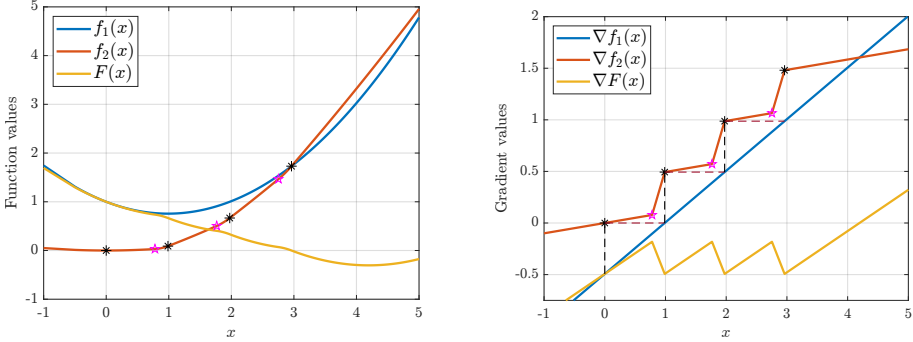 5
4
3
2
1
0
-1
-1
0
1
2
3
4
5
x
Function values
f₁(x)
f₂(x)
F(x)
2
1.5
1
0.5
0
-0.5
-1
0
1
2
3
4
5
x
Gradient values
∇f₁(x)
∇f₂(x)
∇F(x)